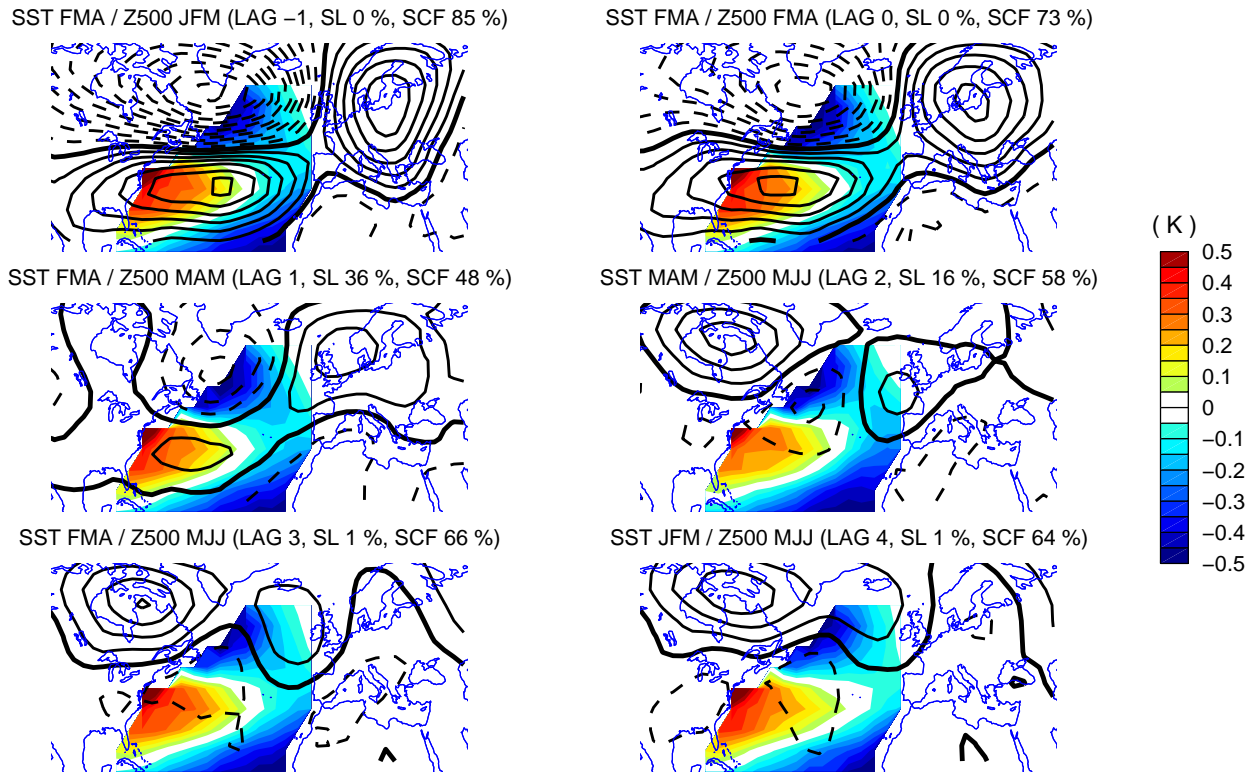 SST FMA / Z500 JFM (LAG −1, SL 0 %, SCF 85 %)
SST FMA / Z500 FMA (LAG 0, SL 0 %, SCF 73 %)
SST FMA / Z500 MAM (LAG 1, SL 36 %, SCF 48 %)
SST MAM / Z500 MJJ (LAG 2, SL 16 %, SCF 58 %)
SST FMA / Z500 MJJ (LAG 3, SL 1 %, SCF 66 %)
SST JFM / Z500 MJJ (LAG 4, SL 1 %, SCF 64 %)
( K )
0.5
0.4
0.3
0.2
0.1
0
−0.1
−0.2
−0.3
−0.4
−0.5